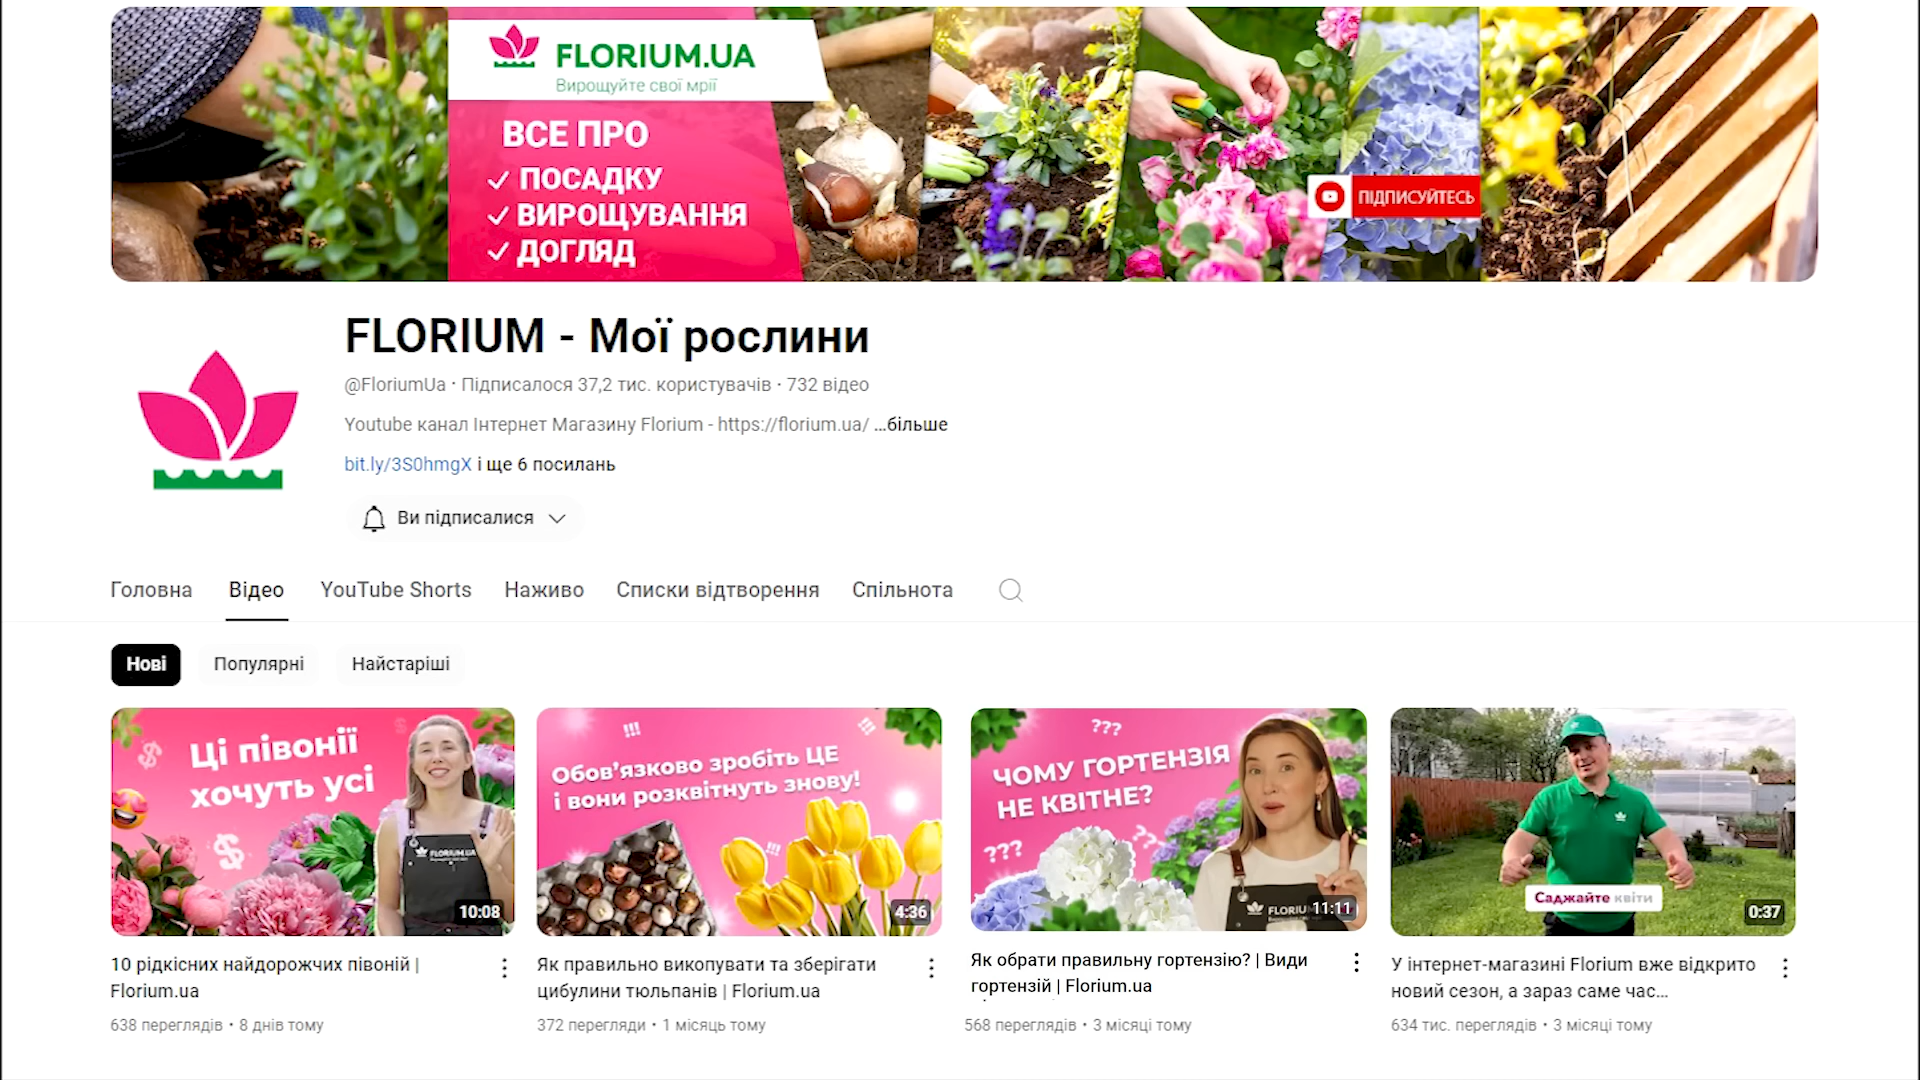 FLORIUM.UA
Вирощуйте свої мрії
ВСЕ ПРО
✓ ПОСАДКУ
✓ ВИРОЩУВАННЯ
✓ ДОГЛЯД
ПІДПИСУЙТЕСЬ
FLORIUM - Мої рослини
@FloriumUa · Підписалося 37,2 тис. користувачів · 732 відео
Youtube канал Інтернет Магазину Florium - https://florium.ua/ ...більше
bit.ly/3S0hmgX і ще 6 посилань
Ви підписалися
Головна Відео YouTube Shorts Наживо Списки відтворення Спільнота
Нові Популярні Найстаріші
Ці півонії
хочуть усі
$
$
FLORIUM.UA
10:08
!!!
!!!
Обов'язково зробіть ЦЕ
і вони розквітнуть знову!
!!!
4:36
???
ЧОМУ ГОРТЕНЗІЯ
НЕ КВІТНЕ?
???
??
FLORIUM
11:11
Саджайте квіти
0:37
10 рідкісних найдорожчих півоній |
Florium.ua
638 переглядів • 8 днів тому
Як правильно викопувати та зберігати
цибулини тюльпанів | Florium.ua
372 перегляди • 1 місяць тому
Як обрати правильну гортензію? | Види
гортензій | Florium.ua
568 переглядів • 3 місяці тому
У інтернет-магазині Florium вже відкрито
новий сезон, а зараз саме час...
634 тис. переглядів • 3 місяці тому